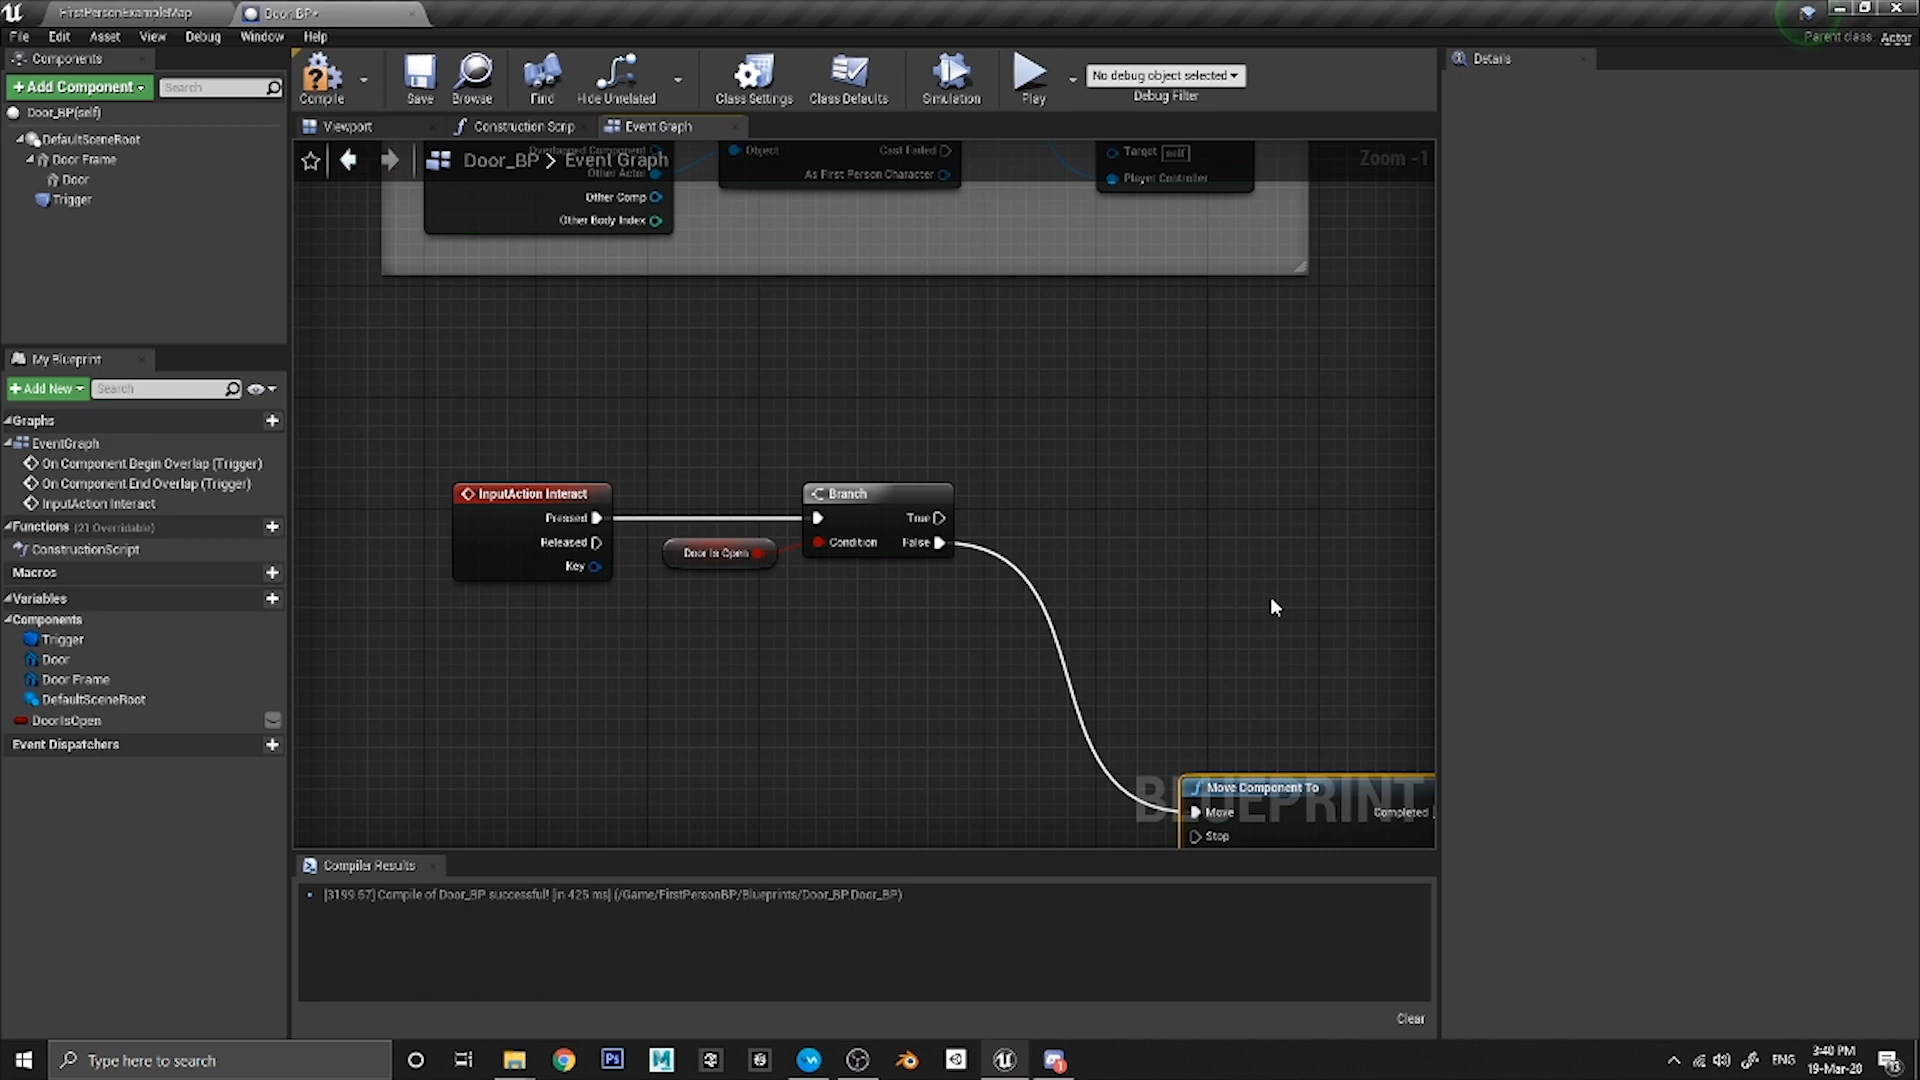 FirstPersonExampleMap
Door_BP*
File Edit Asset View Debug Window Help
Parent class: Actor
Components
+Add Component
Search
Door_BP(self)
DefaultSceneRoot
Door Frame
Door
Trigger
Compile
Save
Browse
Find
Hide Unrelated
Class Settings
Class Defaults
Simulation
Play
No debug object selected
Debug Filter
Details
Viewport
Construction Scrip
Event Graph
Door_BP > Event Graph
Zoom -1
Overlapped Component
Other Actor
Other Comp
Other Body Index
Object
Cast Failed
As First Person Character
Target self
Player Controller
My Blueprint
+Add New
Search
Graphs
EventGraph
On Component Begin Overlap (Trigger)
On Component End Overlap (Trigger)
InputAction Interact
Functions (21 Overridable)
ConstructionScript
Macros
Variables
Components
Trigger
Door
Door Frame
DefaultSceneRoot
DoorIsOpen
Event Dispatchers
InputAction Interact
Pressed
Released
Key
Door Is Open
Branch
True
Condition
False
BLUEPRINT
Move Component To
Move
Completed
Stop
Compiler Results
[3199.57] Compile of Door_BP successful! [in 425 ms] (/Game/FirstPersonBP/Blueprints/Door_BP.Door_BP)
Clear
Type here to search
Ps
M
ENG
3:40 PM
19-Mar-20
13